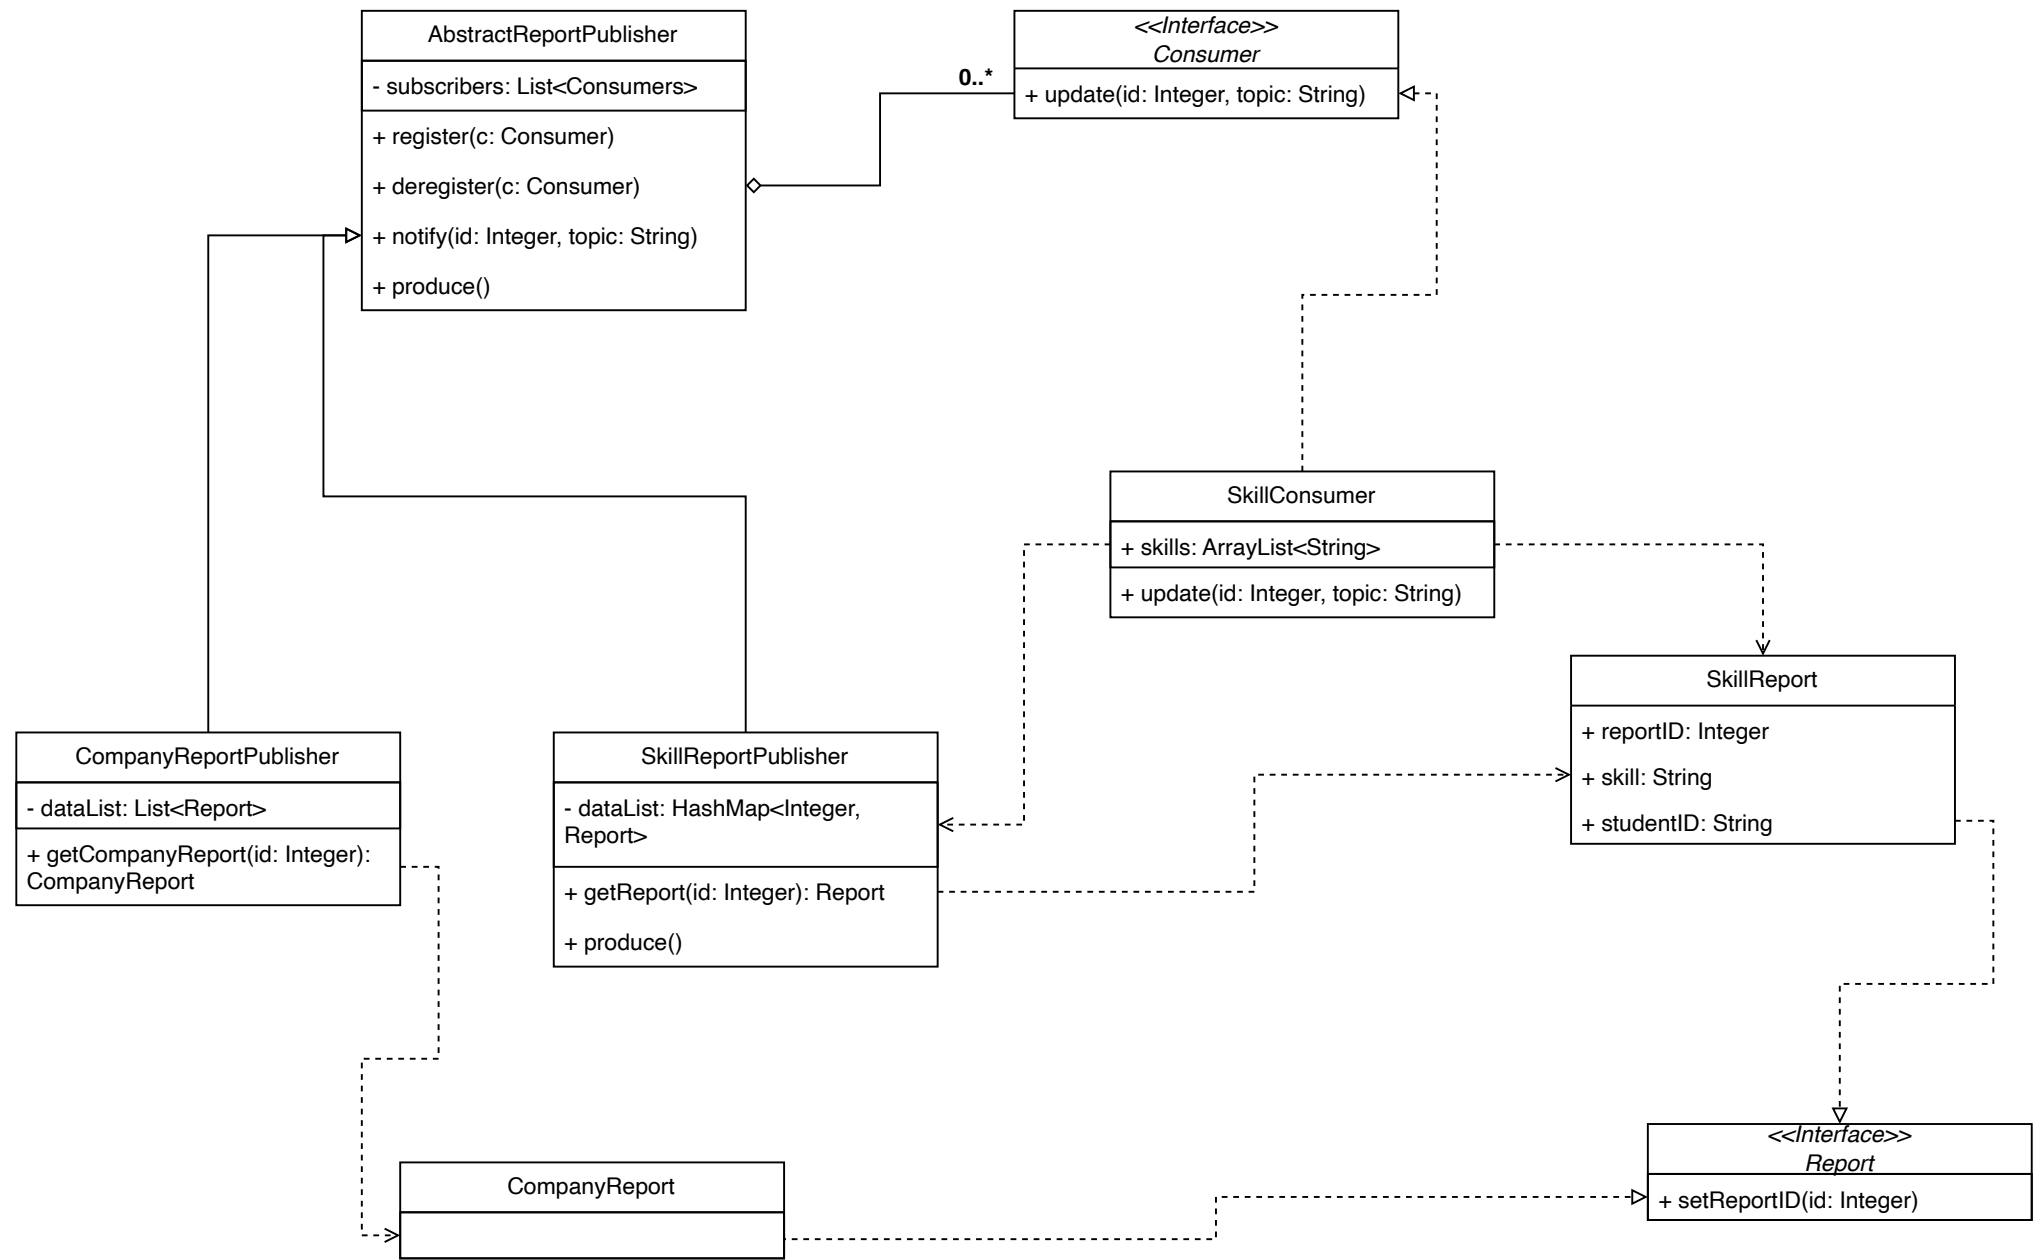 AbstractReportPublisher
- subscribers: List<Consumers>
+ register(c: Consumer)
+ deregister(c: Consumer)
+ notify(id: Integer, topic: String)
+ produce()
0..*
<<Interface>>
Consumer
+ update(id: Integer, topic: String)
SkillConsumer
+ skills: ArrayList<String>
+ update(id: Integer, topic: String)
SkillReport
+ reportID: Integer
+ skill: String
+ studentID: String
CompanyReportPublisher
- dataList: List<Report>
+ getCompanyReport(id: Integer):
CompanyReport
SkillReportPublisher
- dataList: HashMap<Integer,
Report>
+ getReport(id: Integer): Report
+ produce()
CompanyReport
<<Interface>>
Report
+ setReportID(id: Integer)